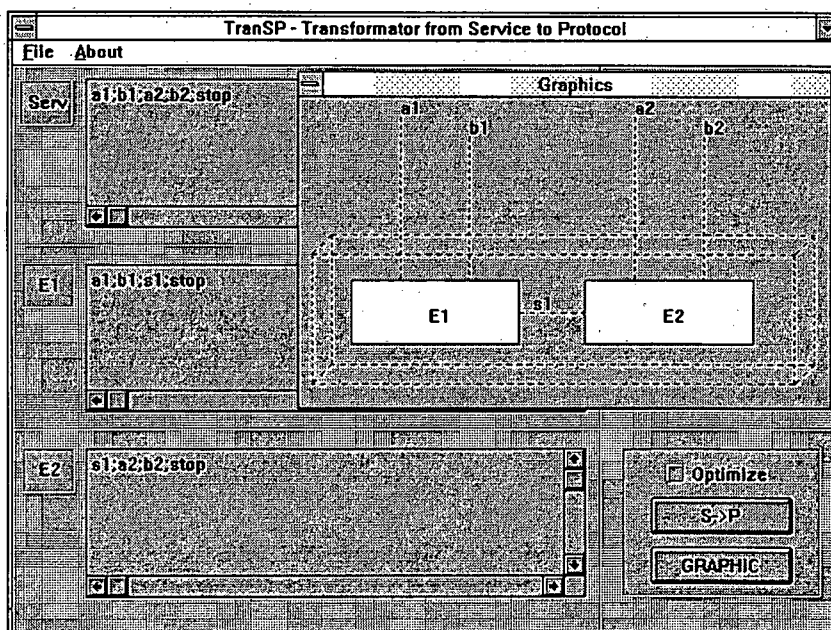 TranSP - Transformator from Service to Protocol
File About
Serv
a1;b1;a2;b2;stop
Graphics
a1
b1
a2
b2
E1
s1
E2
E1
a1;b1;s1;stop
E2
s1;a2;b2;stop
Optimize
S->P
GRAPHIC